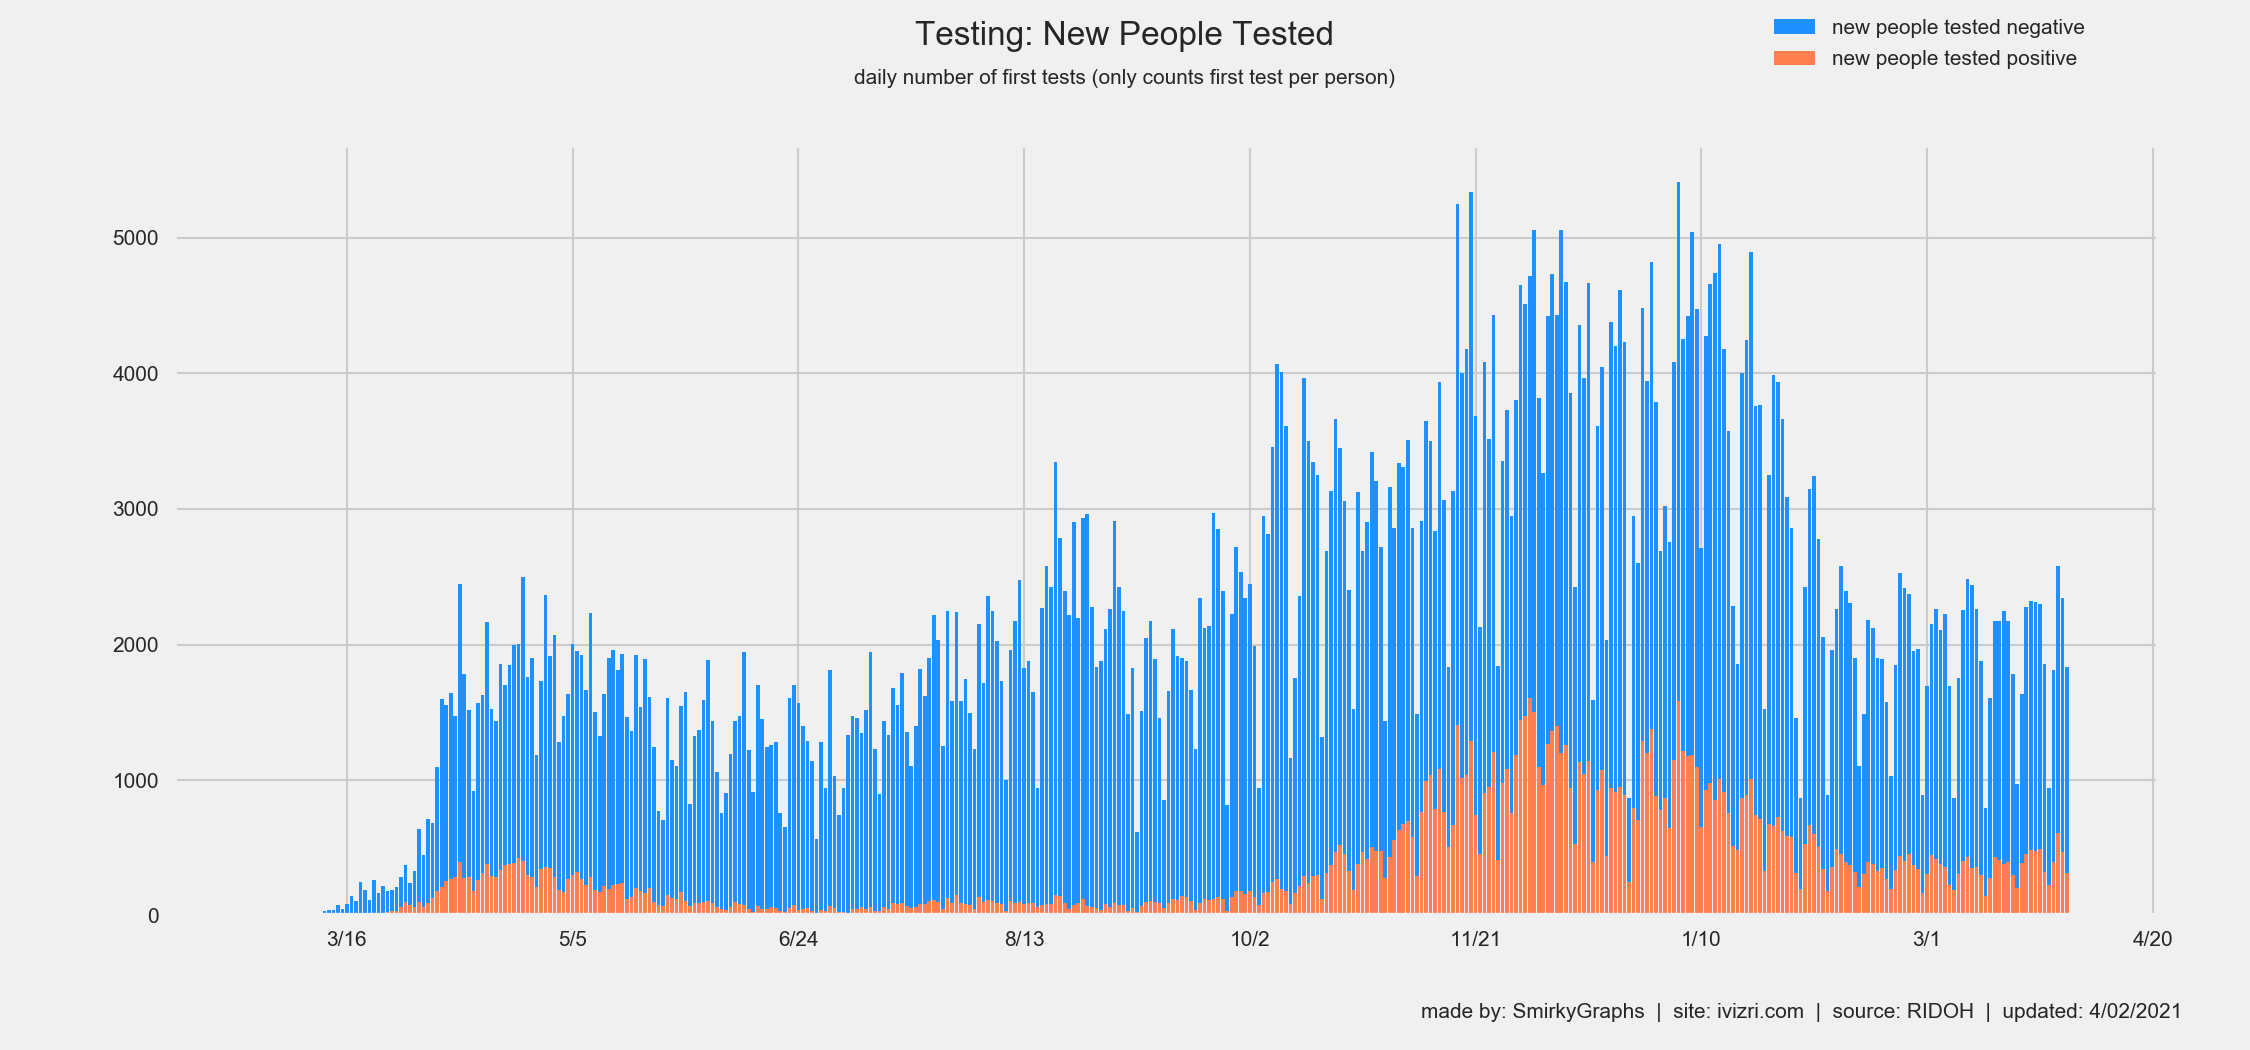 Testing: New People Tested
daily number of first tests (only counts first test per person)
new people tested negative
new people tested positive
5000
4000
3000
2000
1000
0
3/16 5/5 6/24 8/13 10/2 11/21 1/10 3/1 4/20
made by: SmirkyGraphs | site: ivizri.com | source: RIDOH | updated: 4/02/2021